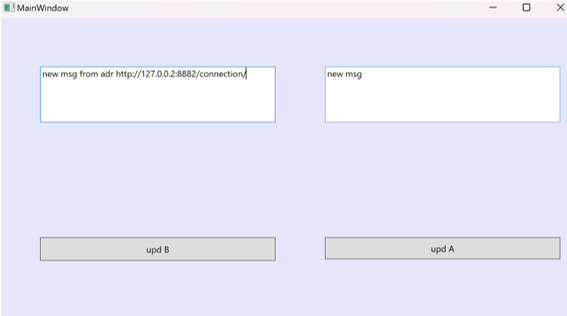 MainWindow
new msg from adr http://127.0.0.2:8882/connection/
new msg
upd B
upd A